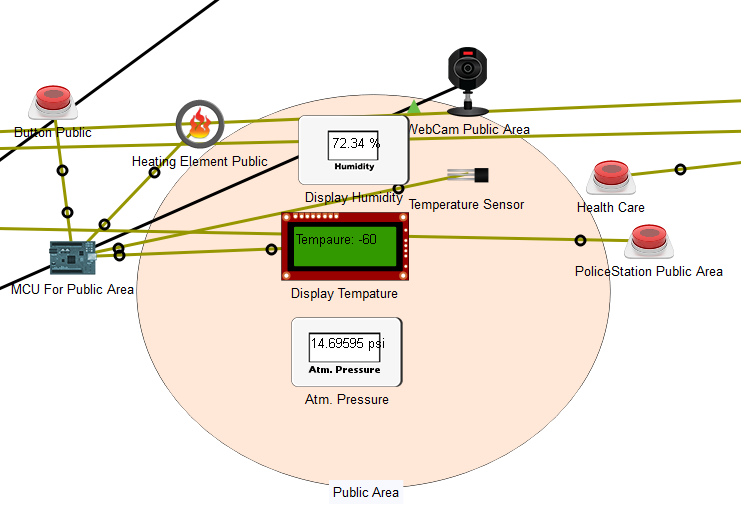 Button Public
WebCam Public Area
72.34 %
Humidity
Heating Element Public
Display Humidity
Temperature Sensor
Health Care
Tempaure: -60
MCU For Public Area
Display Tempature
PoliceStation Public Area
14.69595 psi
Atm. Pressure
Atm. Pressure
Public Area